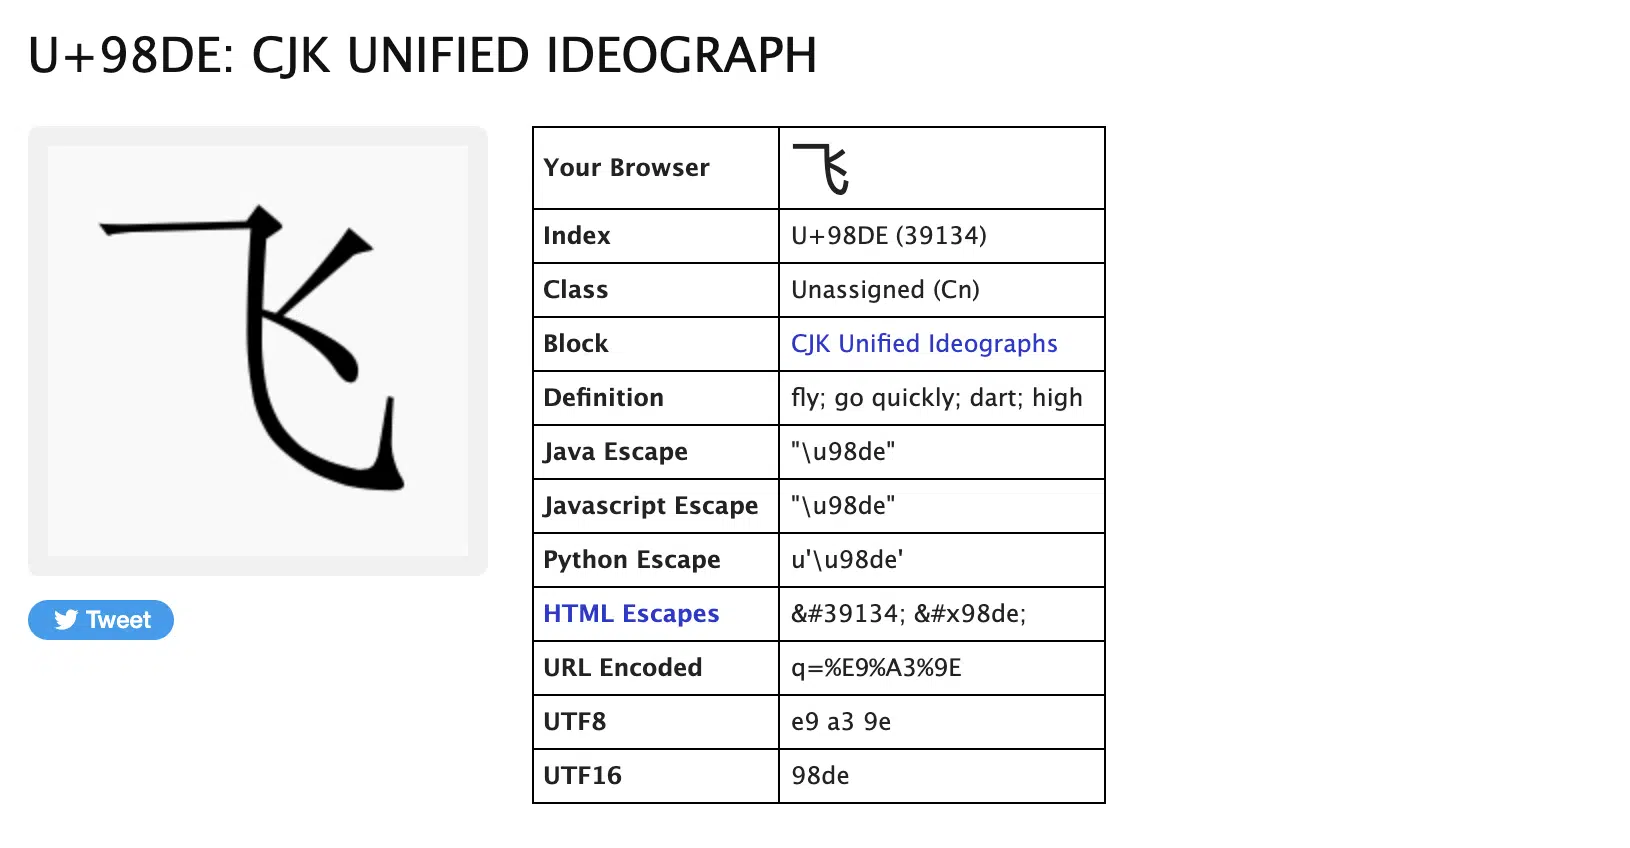 U+98DE: CJK UNIFIED IDEOGRAPH
飞
Tweet
Your Browser 飞
Index U+98DE (39134)
Class Unassigned (Cn)
Block CJK Unified Ideographs
Definition fly; go quickly; dart; high
Java Escape "\u98de"
Javascript Escape "\u98de"
Python Escape u'\u98de'
HTML Escapes &#39134; &#x98de;
URL Encoded q=%E9%A3%9E
UTF8 e9 a3 9e
UTF16 98de